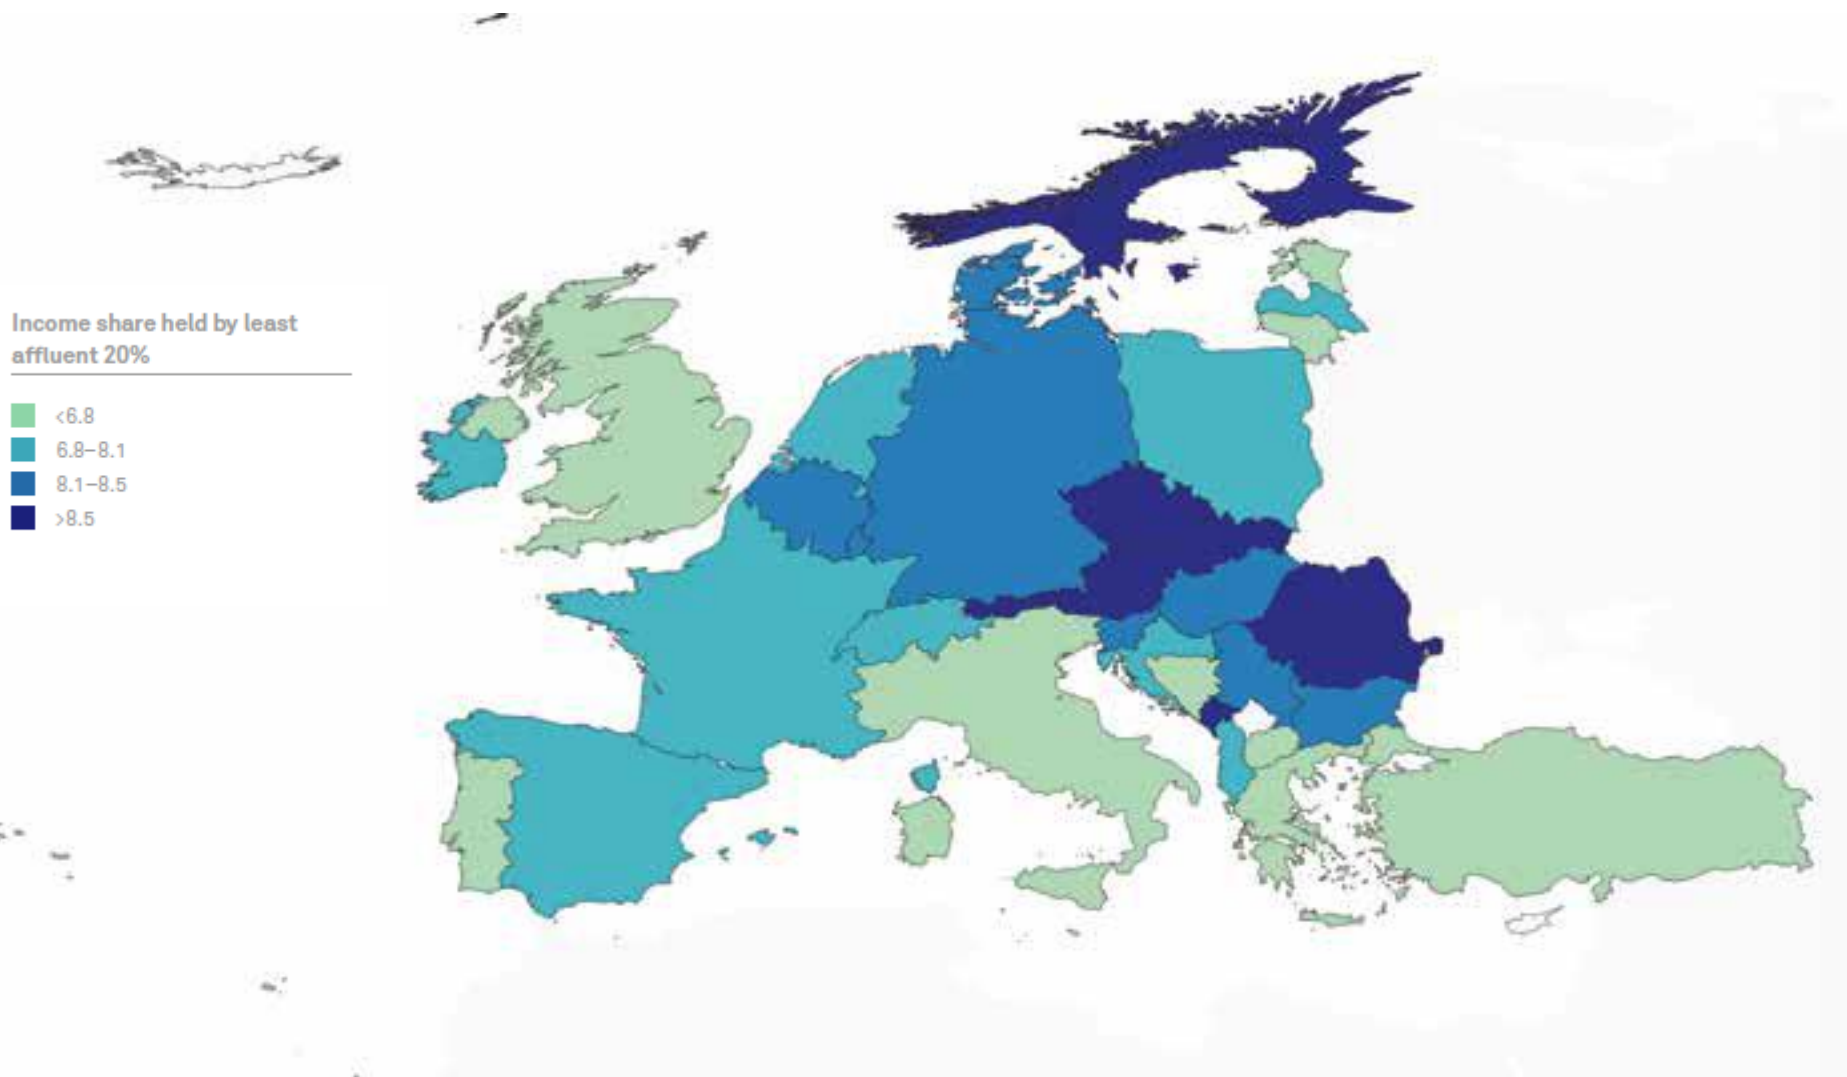 Income share held by least
affluent 20%
<6.8
6.8–8.1
8.1–8.5
>8.5